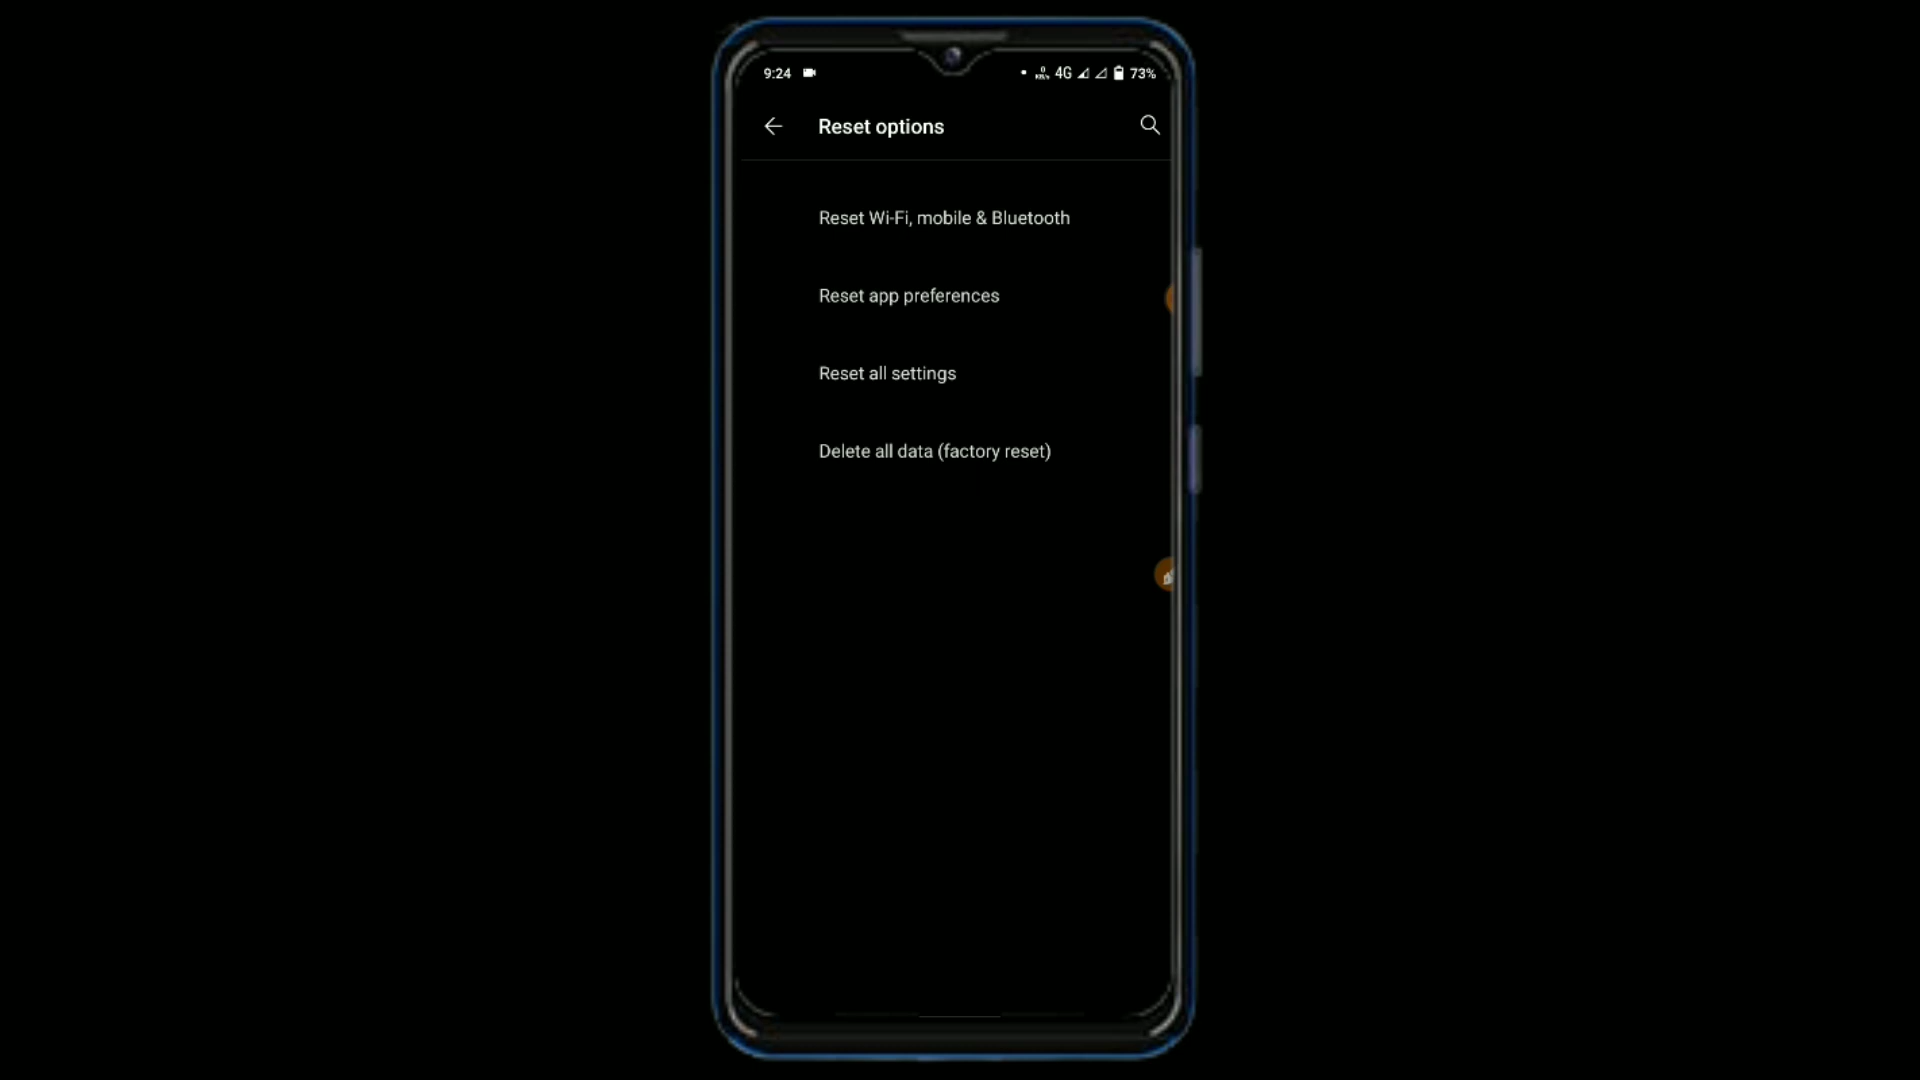 9:24 4G 73%
Reset options
Reset Wi-Fi, mobile & Bluetooth
Reset app preferences
Reset all settings
Delete all data (factory reset)